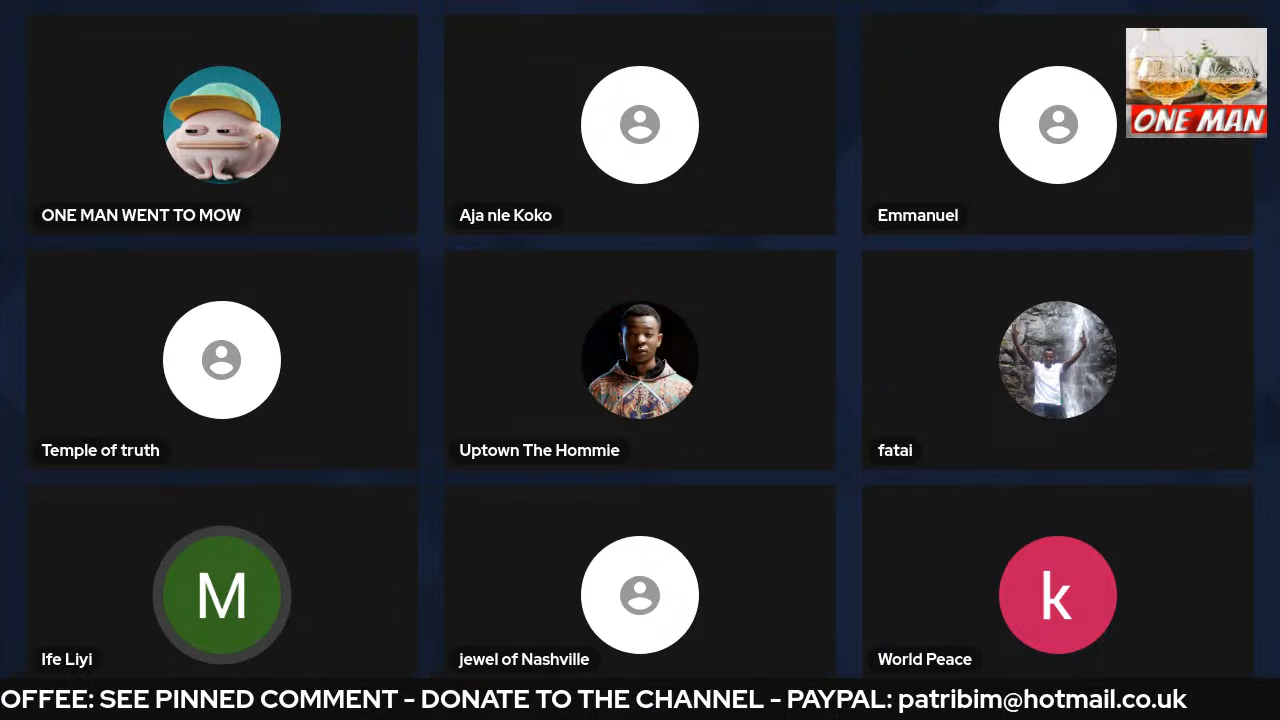 ONE MAN
ONE MAN WENT TO MOW
Aja nle Koko
Emmanuel
Temple of truth
Uptown The Hommie
fatai
M
k
Ife Liyi
jewel of Nashville
World Peace
OFFEE: SEE PINNED COMMENT - DONATE TO THE CHANNEL - PAYPAL: patribim@hotmail.co.uk